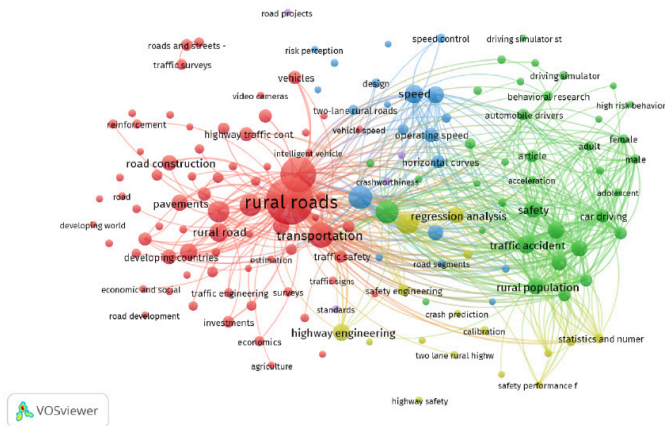 road projects
roads and streets -
risk perception
speed control
driving simulator st
traffic surveys
vehicles
design
speed
driving simulator
behavioral research
video cameras
high risk behavior
reinforcement
two-lane rural roads
automobile drivers
highway traffic cont.
vehicle speed
operating speed
female
adult
intelligent vehicle
road construction
horizontal curves
article
male
crashworthiness
acceleration
adolescent
road
rural roads
pavements
regression analysis
safety
car driving
developing world
rural road
transportation
traffic accident
developing countries
traffic safety
estimation
road segments
economic and social
traffic engineering
surveys
traffic signs
safety engineering
rural population
road development
investments
standards
crash prediction
highway engineering
calibration
statistics and numer
economics
two lane rural highw
agriculture
safety performance f
highway safety
VOSviewer